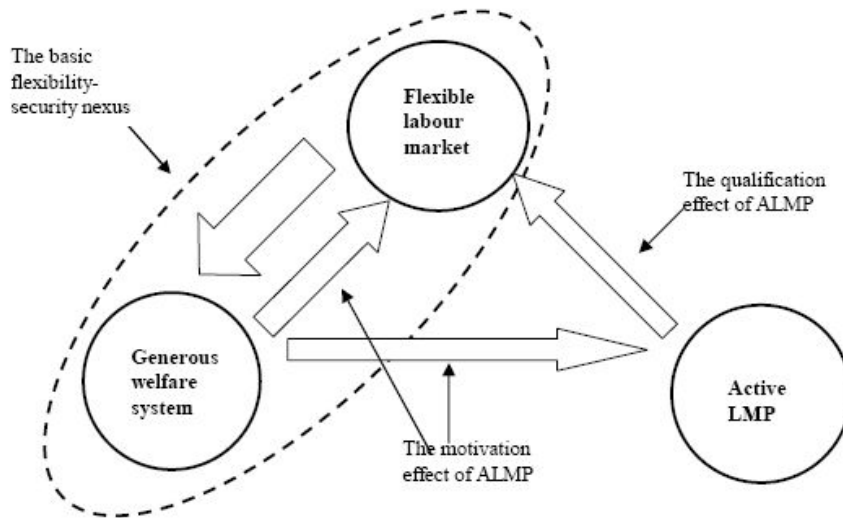 The basic
flexibility-
security nexus
Flexible
labour
market
The qualification
effect of ALMP
Generous
welfare
system
Active
LMP
The motivation
effect of ALMP